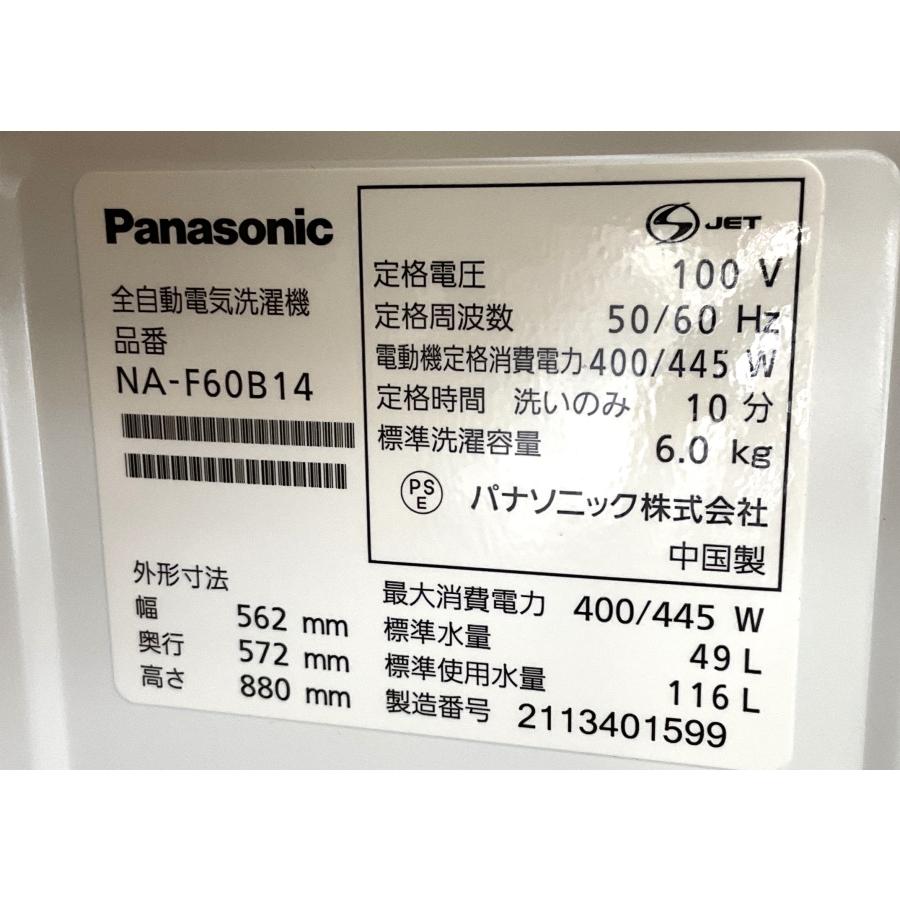 Panasonic
全自動電気洗濯機
品番
NA-F60B14
外形寸法
幅 562 mm
奥行 572 mm
高さ 880 mm
JET
定格電圧 100 V
定格周波数 50/60 Hz
電動機定格消費電力 400/445 W
定格時間 洗いのみ 10 分
標準洗濯容量 6.0 kg
PS
E パナソニック株式会社
中国製
最大消費電力 400/445 W
標準水量 49 L
標準使用水量 116 L
製造番号 2113401599